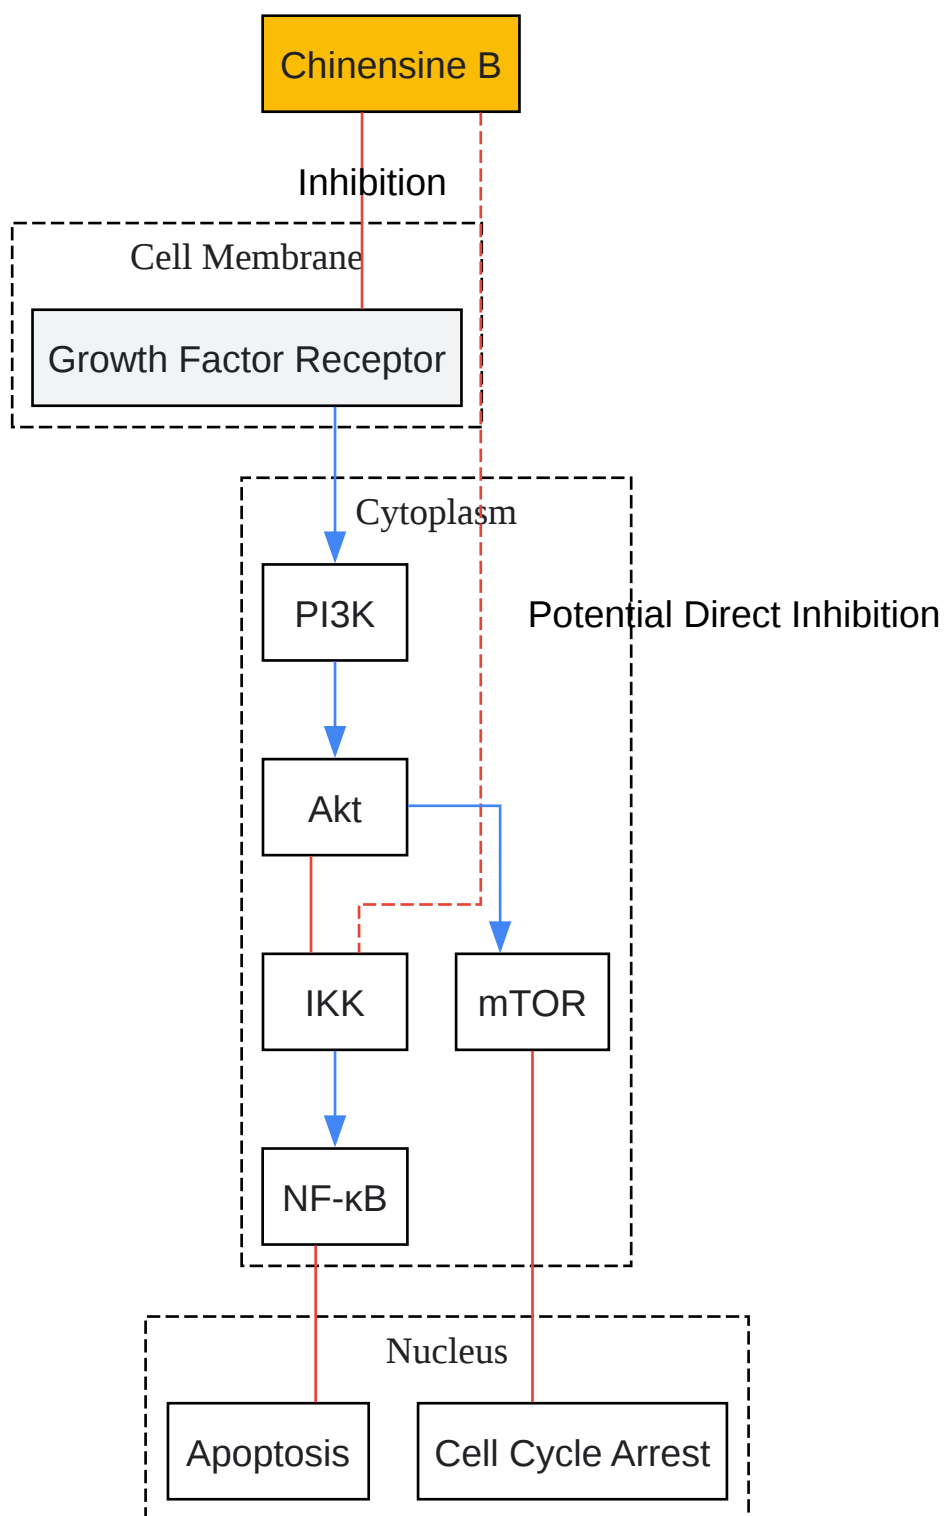 Chinensine B
Inhibition
Cell Membrane
Growth Factor Receptor
Cytoplasm
PI3K
Potential Direct Inhibition
Akt
IKK
mTOR
NF-κB
Nucleus
Apoptosis
Cell Cycle Arrest